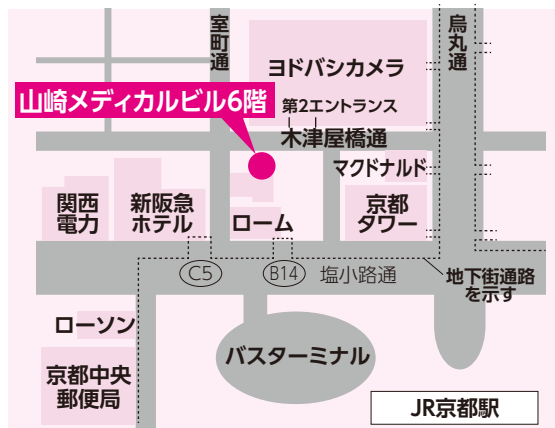 室町通
烏丸通
ヨドバシカメラ
山崎メディカルビル6階
第2エントランス
木津屋橋通
マクドナルド
関西
電力
新阪急
ホテル
ローム
京都
タワー
C5
B14
塩小路通
地下街通路
を示す
ローソン
バスターミナル
京都中央
郵便局
JR京都駅